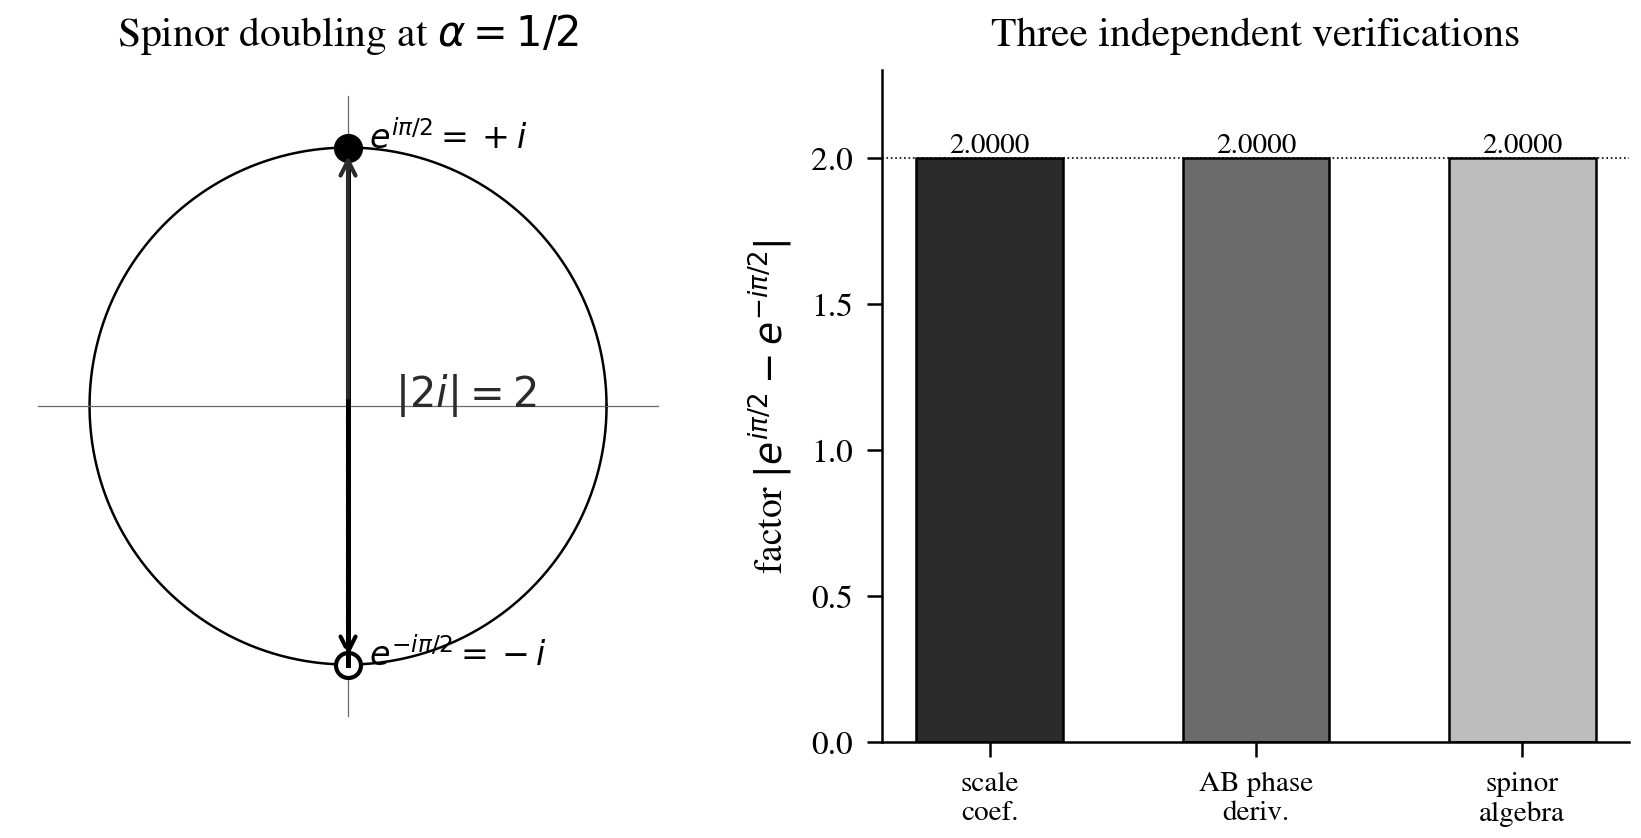 Spinor doubling at α = 1/2
e^{iπ/2} = +i
|2i| = 2
e^{-iπ/2} = −i
Three independent verifications
factor |e^{iπ/2} − e^{−iπ/2}|
2.0
1.5
1.0
0.5
0.0
2.0000 2.0000 2.0000
scale
coef.
AB phase
deriv.
spinor
algebra